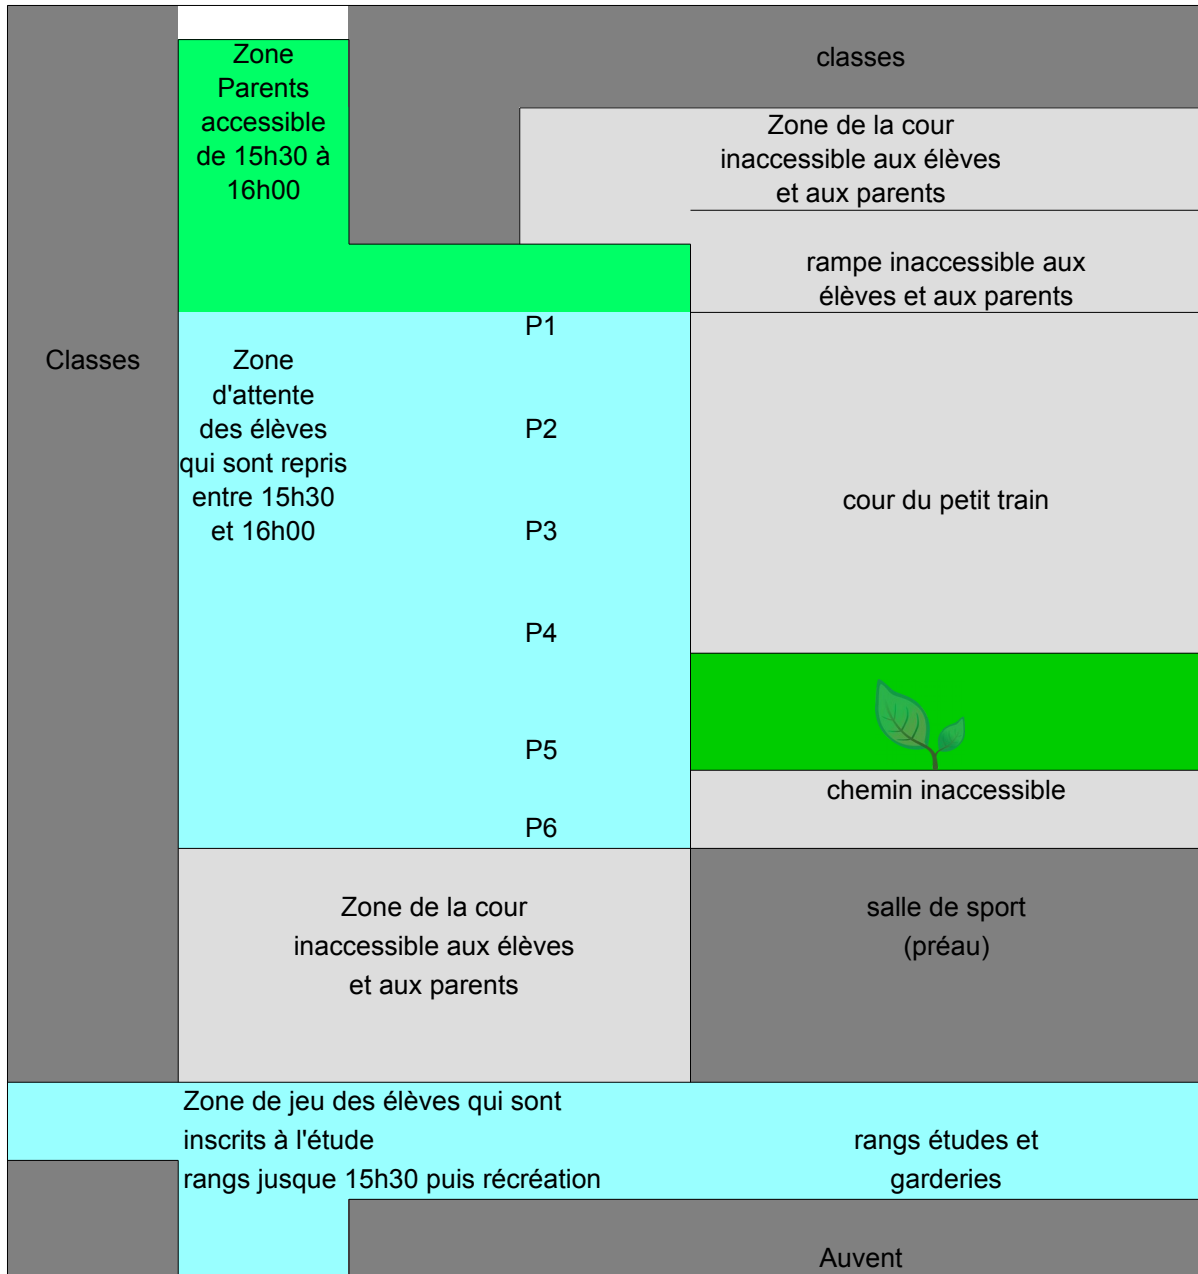 Zone
Parents
accessible
de 15h30 à
16h00
classes
Zone de la cour
inaccessible aux élèves
et aux parents
rampe inaccessible aux
élèves et aux parents
Classes
Zone
d'attente
des élèves
qui sont repris
entre 15h30
et 16h00
P1
P2
P3
P4
P5
P6
cour du petit train
chemin inaccessible
Zone de la cour
inaccessible aux élèves
et aux parents
salle de sport
(préau)
Zone de jeu des élèves qui sont
inscrits à l'étude
rangs jusque 15h30 puis récréation
rangs études et
garderies
Auvent